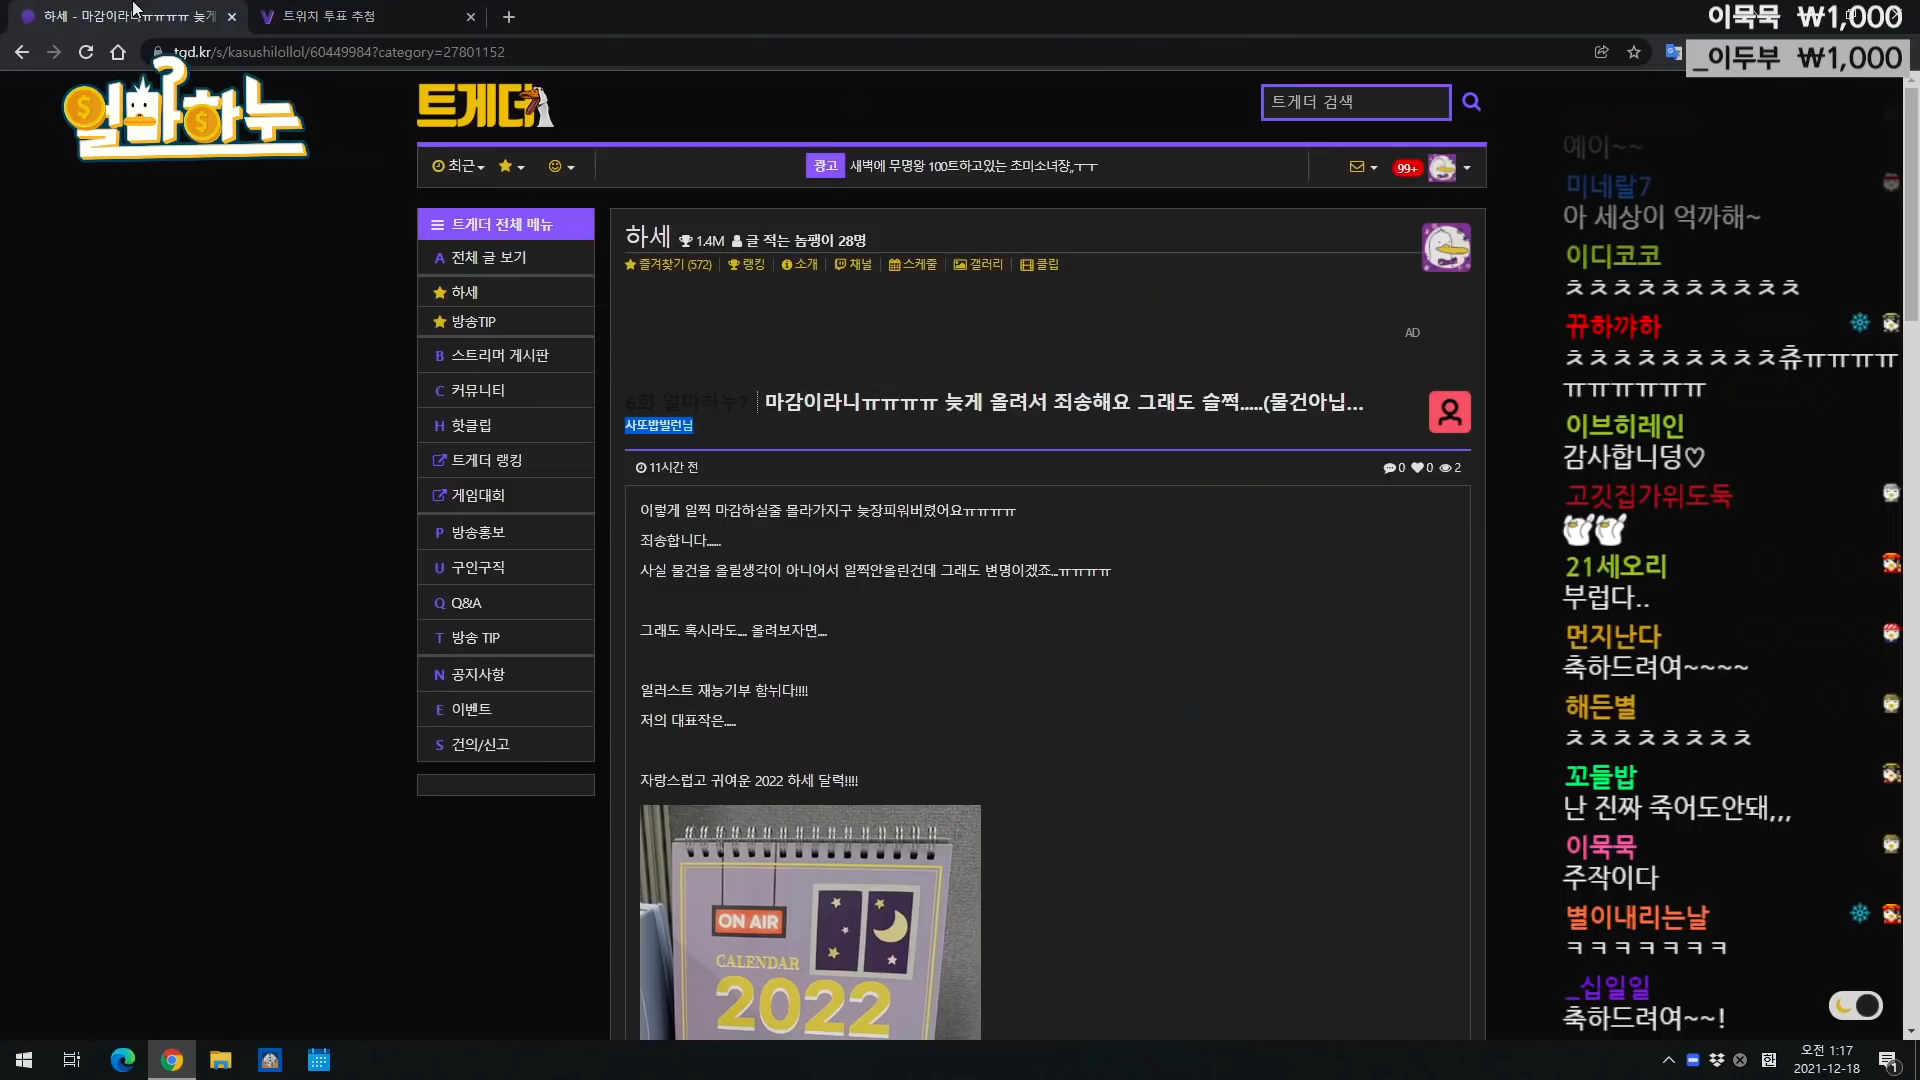 하세 - 마감이라니ㅠㅠㅠㅠ 늦게
트위치 투표 추첨
tgd.kr/s/kasushilollol/60449984?category=27801152
이묵묵 ₩1,000
_이두부 ₩1,000
얼마하누?
트게더
트게더 검색
최근
광고 새벽에 무명왕 100트하고있는 초미소녀쟝,,ㅜㅜ
99+
트게더 전체 메뉴
A 전체 글 보기
하세
방송TIP
B 스트리머 게시판
C 커뮤니티
H 핫클립
트게더 랭킹
게임대회
P 방송홍보
U 구인구직
Q Q&A
T 방송 TIP
N 공지사항
E 이벤트
S 건의/신고
하세 1.4M 글 적는 놈팽이 28명
즐겨찾기 (572) 랭킹 소개 채널 스케줄 갤러리 클립
AD
6회 얼마하누? 마감이라니ㅠㅠㅠㅠ 늦게 올려서 죄송해요 그래도 슬쩍.....(물건아닙...
사또밥빌런님
11시간 전
0 0 2
이렇게 일찍 마감하실줄 몰라가지구 늦장피워버렸어요ㅠㅠㅠㅠ
죄송합니다......
사실 물건을 올릴생각이 아니어서 일찍안올린건데 그래도 변명이겠죠...ㅠㅠㅠㅠ
그래도 혹시라도.... 올려보자면....
일러스트 재능기부 함뉘다!!!!
저의 대표작은.....
자랑스럽고 귀여운 2022 하세 달력!!!!
ON AIR
CALENDAR
2022
예이~~
미네랄7
아 세상이 억까해~
이디코코
ㅊㅊㅊㅊㅊㅊㅊㅊㅊㅊ
뀨하꺄하
ㅊㅊㅊㅊㅊㅊㅊㅊㅊ츄ㅠㅠㅠㅠ
ㅠㅠㅠㅠㅠㅠ
이브히레인
감사합니덩♡
고깃집가위도둑
21세오리
부럽다..
먼지난다
축하드려여~~~~
해든별
ㅊㅊㅊㅊㅊㅊㅊㅊ
꼬들밥
난 진짜 죽어도안돼,,,
이묵묵
주작이다
별이내리는날
ㅋㅋㅋㅋㅋㅋㅋ
_십일일
축하드려여~~!
한
오전 1:17
2021-12-18
1